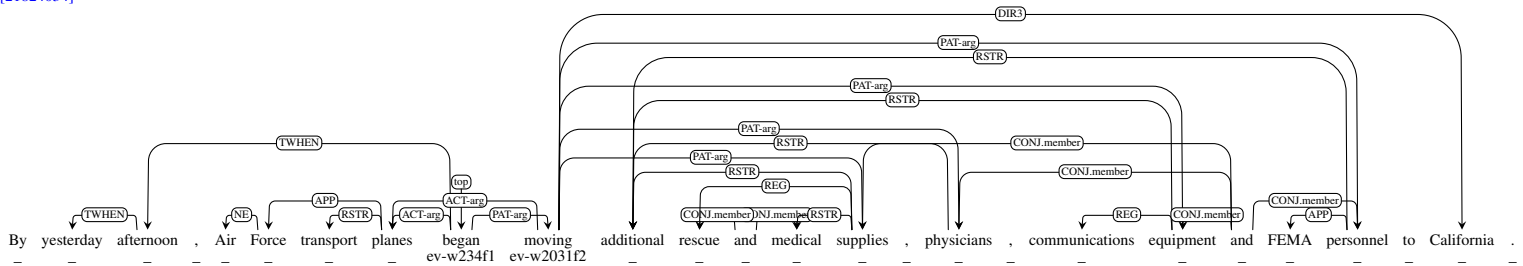 DIR3
PAT-arg
RSTR
PAT-arg
RSTR
PAT-arg
TWHEN RSTR CONJ.member
PAT-arg
RSTR CONJ.member
top
REG
APP ACT-arg CONJ.member
TWHEN NE RSTR ACT-arg PAT-arg CONJ.member RSTR REG CONJ.member APP
By yesterday afternoon , Air Force transport planes began moving additional rescue and medical supplies , physicians , communications equipment and FEMA personnel to California .
ev-w234f1 ev-w2031f2